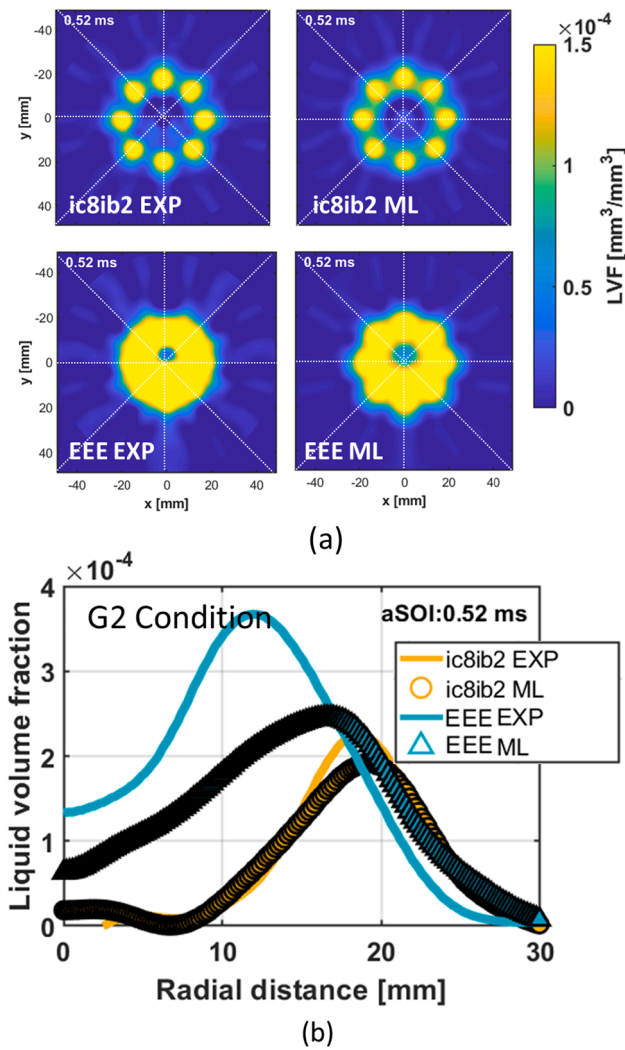 0.52 ms
0.52 ms
×10⁻⁴
-40
-20
0
20
40
y [mm]
ic8ib2 EXP
ic8ib2 ML
1.5
1
0.5
0
LVF [mm³/mm³]
0.52 ms
0.52 ms
-40
-20
0
20
40
y [mm]
EEE EXP
EEE ML
-40 -20 0 20 40
-40 -20 0 20 40
x [mm]
x [mm]
(a)
×10⁻⁴
G2 Condition
aSOI:0.52 ms
ic8ib2 EXP
ic8ib2 ML
EEE EXP
EEE ML
4
3
2
1
0
Liquid volume fraction
0 10 20 30
Radial distance [mm]
(b)